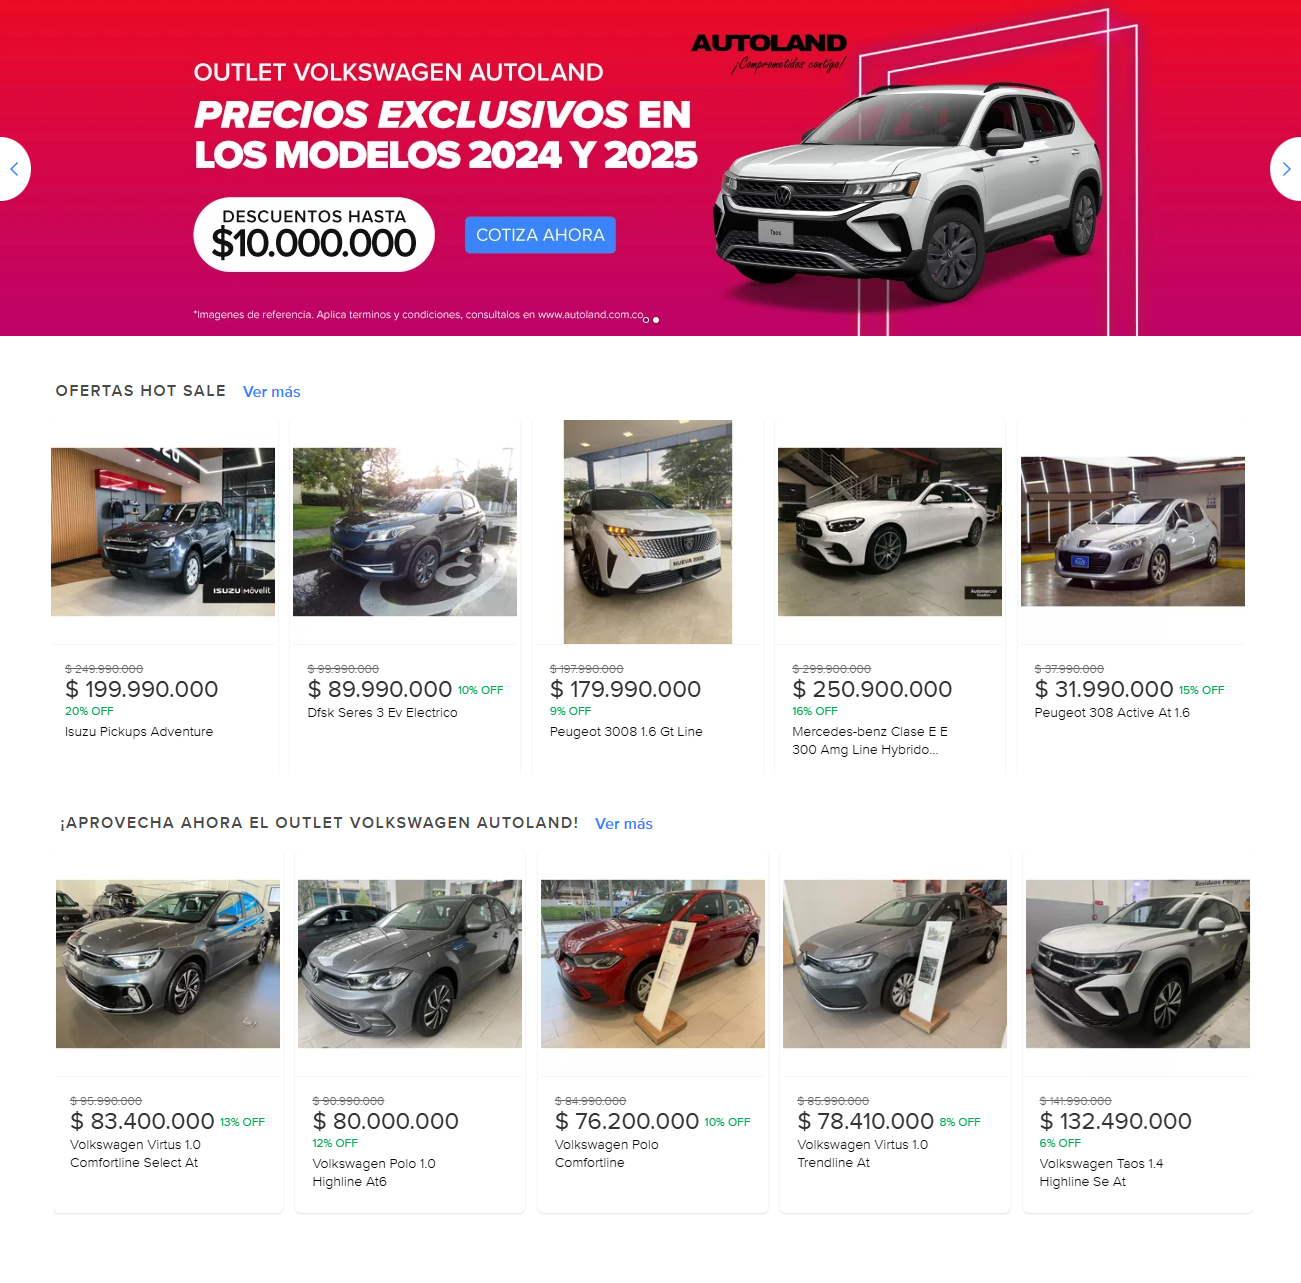 AUTOLAND
¡Comprometidos contigo!
OUTLET VOLKSWAGEN AUTOLAND
PRECIOS EXCLUSIVOS EN
LOS MODELOS 2024 Y 2025
DESCUENTOS HASTA
$10.000.000
COTIZA AHORA
Taos
*Imagenes de referencia. Aplica terminos y condiciones, consultalos en www.autoland.com.co
OFERTAS HOT SALE Ver más
ISUZU Movelit
NUEVA 3008
$ 249.990.000
$ 199.990.000
20% OFF
Isuzu Pickups Adventure
$ 99.990.000
$ 89.990.000 10% OFF
Dfsk Seres 3 Ev Electrico
$ 197.990.000
$ 179.990.000
9% OFF
Peugeot 3008 1.6 Gt Line
$ 299.900.000
$ 250.900.000
16% OFF
Mercedes-benz Clase E E
300 Amg Line Hybrido...
$ 37.990.000
$ 31.990.000 15% OFF
Peugeot 308 Active At 1.6
¡APROVECHA AHORA EL OUTLET VOLKSWAGEN AUTOLAND! Ver más
$ 95.990.000
$ 83.400.000 13% OFF
Volkswagen Virtus 1.0
Comfortline Select At
$ 90.990.000
$ 80.000.000
12% OFF
Volkswagen Polo 1.0
Highline At6
$ 84.990.000
$ 76.200.000 10% OFF
Volkswagen Polo
Comfortline
$ 85.990.000
$ 78.410.000 8% OFF
Volkswagen Virtus 1.0
Trendline At
$ 141.990.000
$ 132.490.000
6% OFF
Volkswagen Taos 1.4
Highline Se At